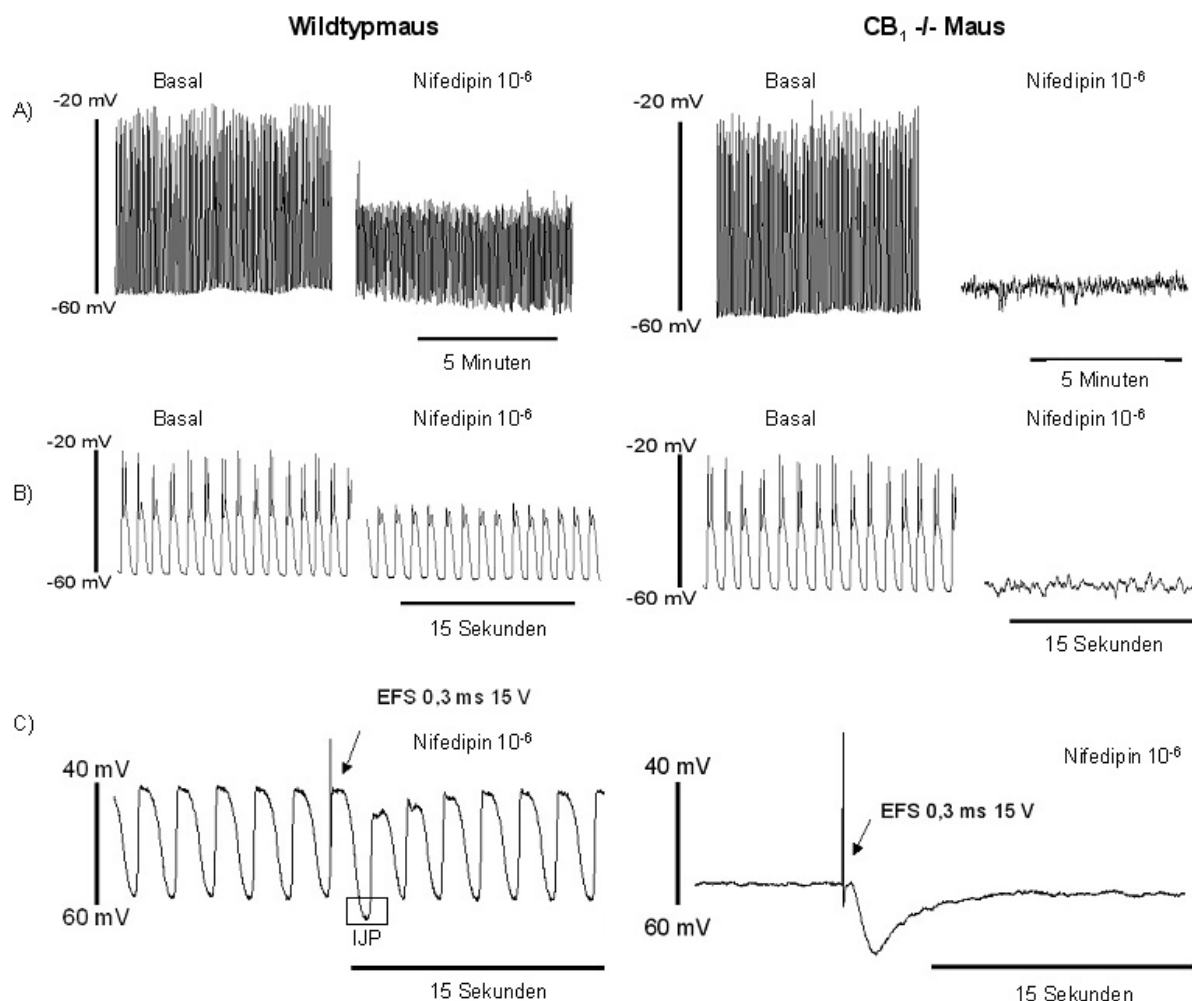 Wildtypmaus
CB₁ -/- Maus
A)
Basal
Nifedipin 10⁻⁶
-20 mV
-60 mV
5 Minuten
Basal
Nifedipin 10⁻⁶
-20 mV
-60 mV
5 Minuten
B)
Basal
Nifedipin 10⁻⁶
-20 mV
-60 mV
15 Sekunden
Basal
Nifedipin 10⁻⁶
-20 mV
-60 mV
15 Sekunden
C)
EFS 0,3 ms 15 V
Nifedipin 10⁻⁶
40 mV
60 mV
IJP
15 Sekunden
Nifedipin 10⁻⁶
40 mV
EFS 0,3 ms 15 V
60 mV
15 Sekunden